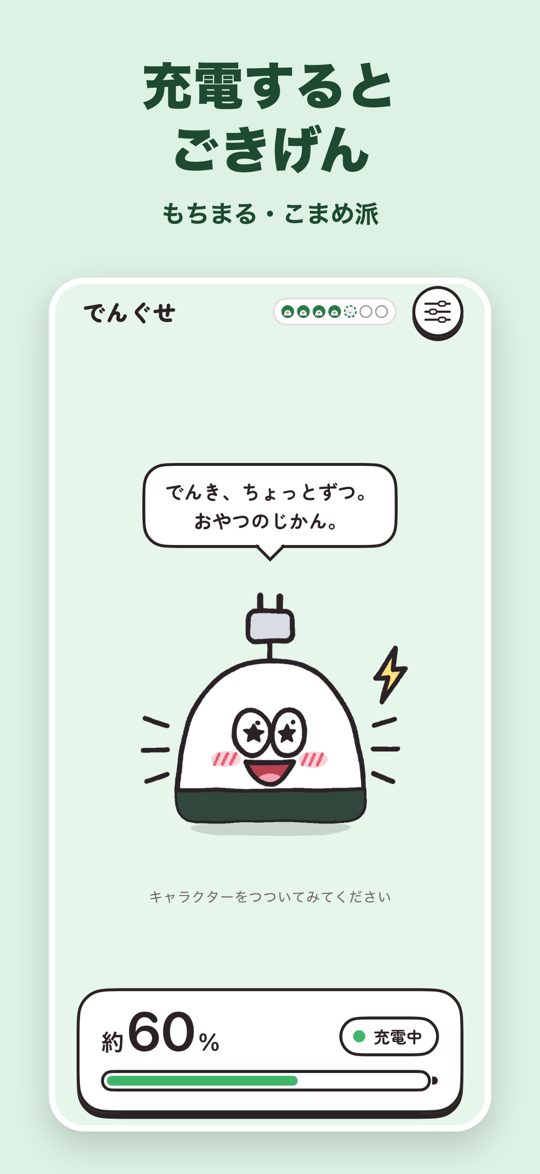 充電すると
ごきげん
もちまる・こまめ派
でんぐせ
でんき、ちょっとずつ。
おやつのじかん。
キャラクターをつついてみてください
約60%
充電中